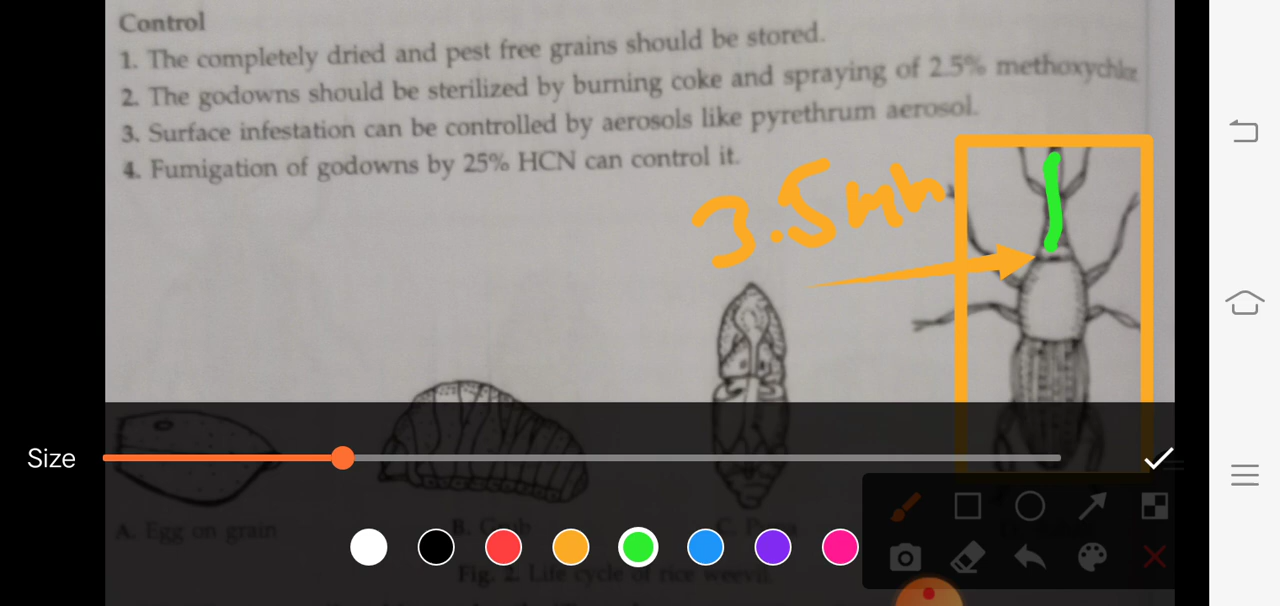 Control
1. The completely dried and pest free grains should be stored.
2. The godowns should be sterilized by burning coke and spraying of 2.5%
3. Surface infestation can be controlled by aerosols like pyrethrum aerosol.
4. Fumigation of godowns by 25% HCN can control it.
3.5mm
Size
A. Egg on grain
B. Grub
C. Pupa
Fig. 2. Life cycle of rice weevil.